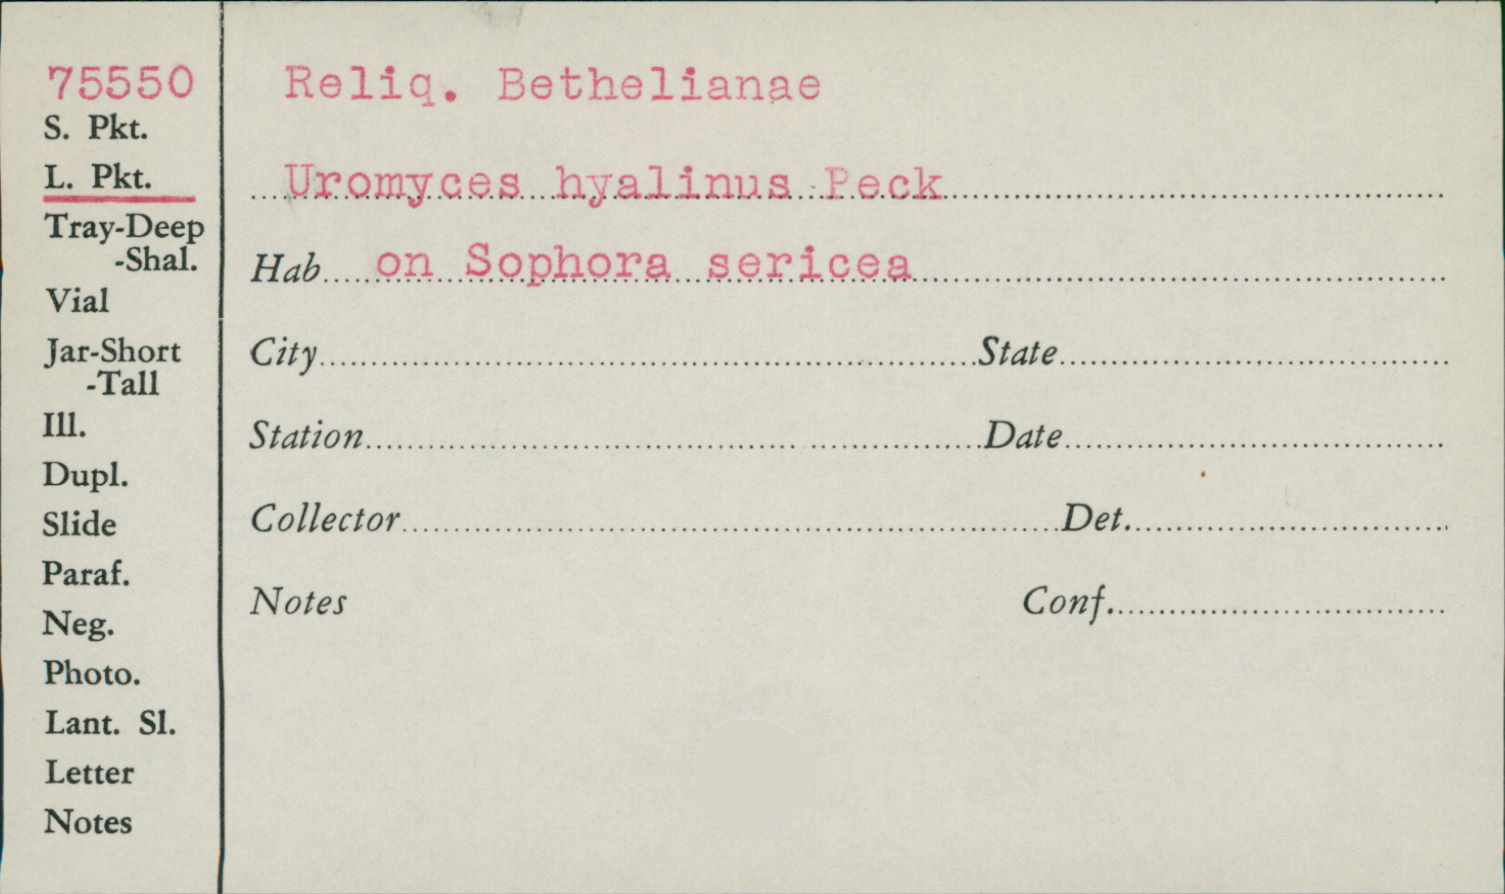 75550
S. Pkt.
L. Pkt.
Tray-Deep
-Shal.
Vial
Jar-Short
-Tall
Ill.
Dupl.
Slide
Paraf.
Neg.
Photo.
Lant. Sl.
Letter
Notes
Reliq. Bethelianae
Uromyces hyalinus Peck
Hab on Sophora sericea
City State
Station Date
Collector Det.
Notes Conf.